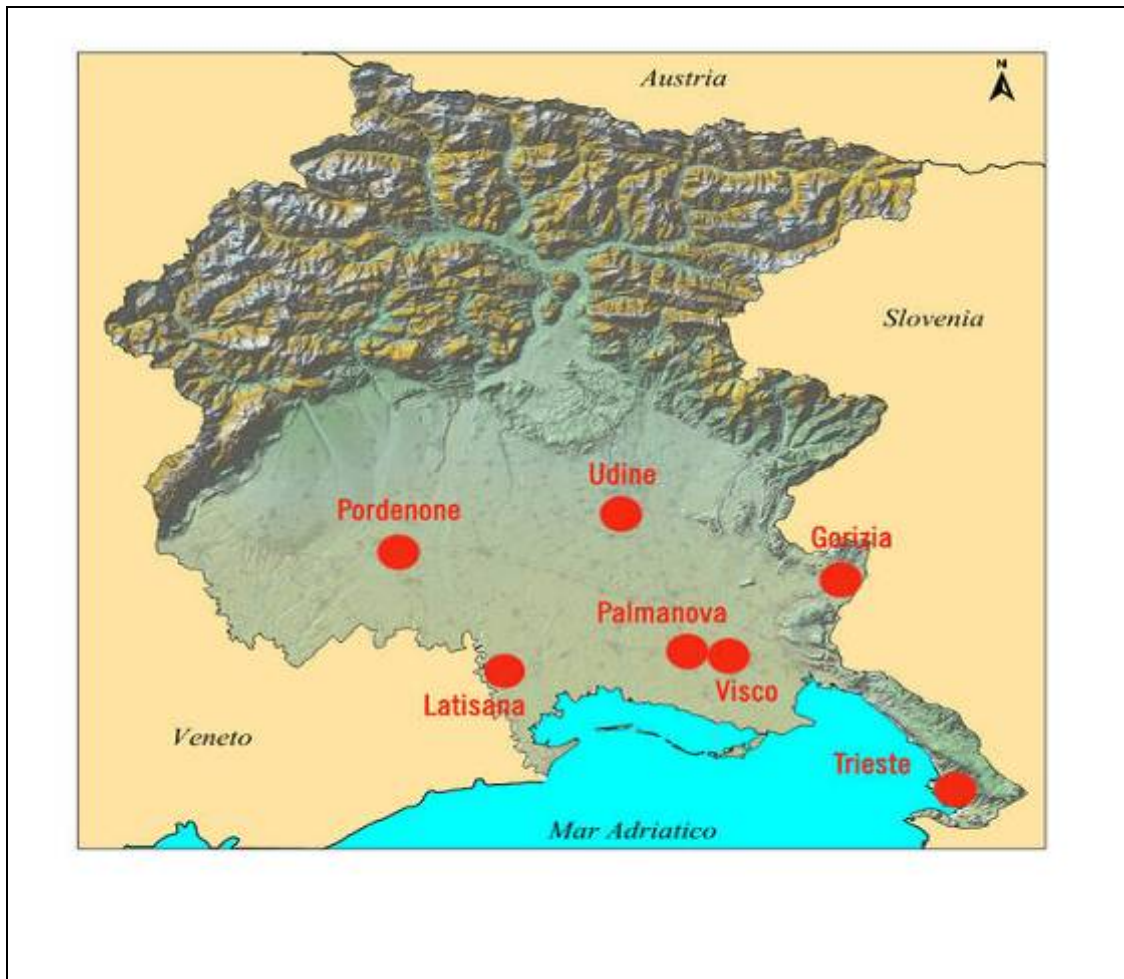 N
Austria
Slovenia
Udine
Pordenone
Gorizia
Palmanova
Visco
Latisana
Veneto
Trieste
Mar Adriatico